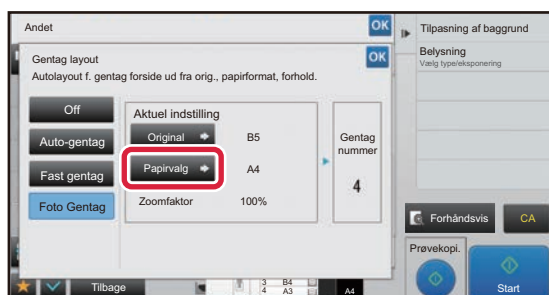 Andet
OK
Tilpasning af baggrund
Gentag layout
OK
Belysning
Vælg type/eksponering
Autolayout f. gentag forside ud fra orig., papirformat, forhold.
Off
Aktuel indstilling
Auto-gentag
Original
B5
Gentag
nummer
Fast gentag
Papirvalg
A4
4
Foto Gentag
Zoomfaktor
100%
Forhåndsvis
CA
Prøvekopi.
Tilbage
3 B4
4 A3
A4
Start